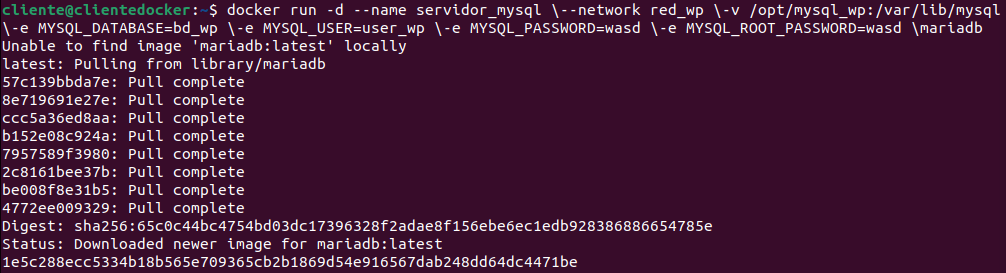 cliente@clientedocker:~$ docker run -d --name servidor_mysql \--network red_wp \-v /opt/mysql_wp:/var/lib/mysql
\-e MYSQL_DATABASE=bd_wp \-e MYSQL_USER=user_wp \-e MYSQL_PASSWORD=wasd \-e MYSQL_ROOT_PASSWORD=wasd \mariadb
Unable to find image 'mariadb:latest' locally
latest: Pulling from library/mariadb
57c139bbda7e: Pull complete
8e719691e27e: Pull complete
ccc5a36ed8aa: Pull complete
b152e08c924a: Pull complete
7957589f3980: Pull complete
2c8161bee37b: Pull complete
be008f8e31b5: Pull complete
4772ee009329: Pull complete
Digest: sha256:65c0c44bc4754bd03dc17396328f2adae8f156ebe6ec1edb928386886654785e
Status: Downloaded newer image for mariadb:latest
1e5c288ecc5334b18b565e709365cb2b1869d54e916567dab248dd64dc4471be